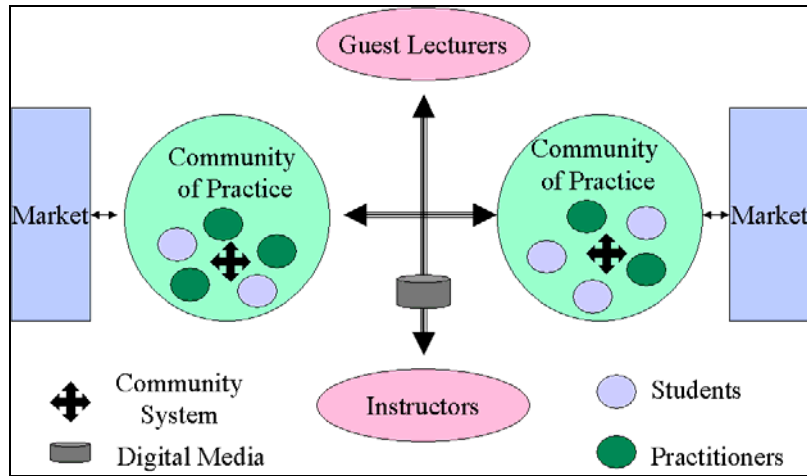 Guest Lecturers
Community
of Practice
Community
of Practice
Market
Market
Instructors
Community
System
Digital Media
Students
Practitioners